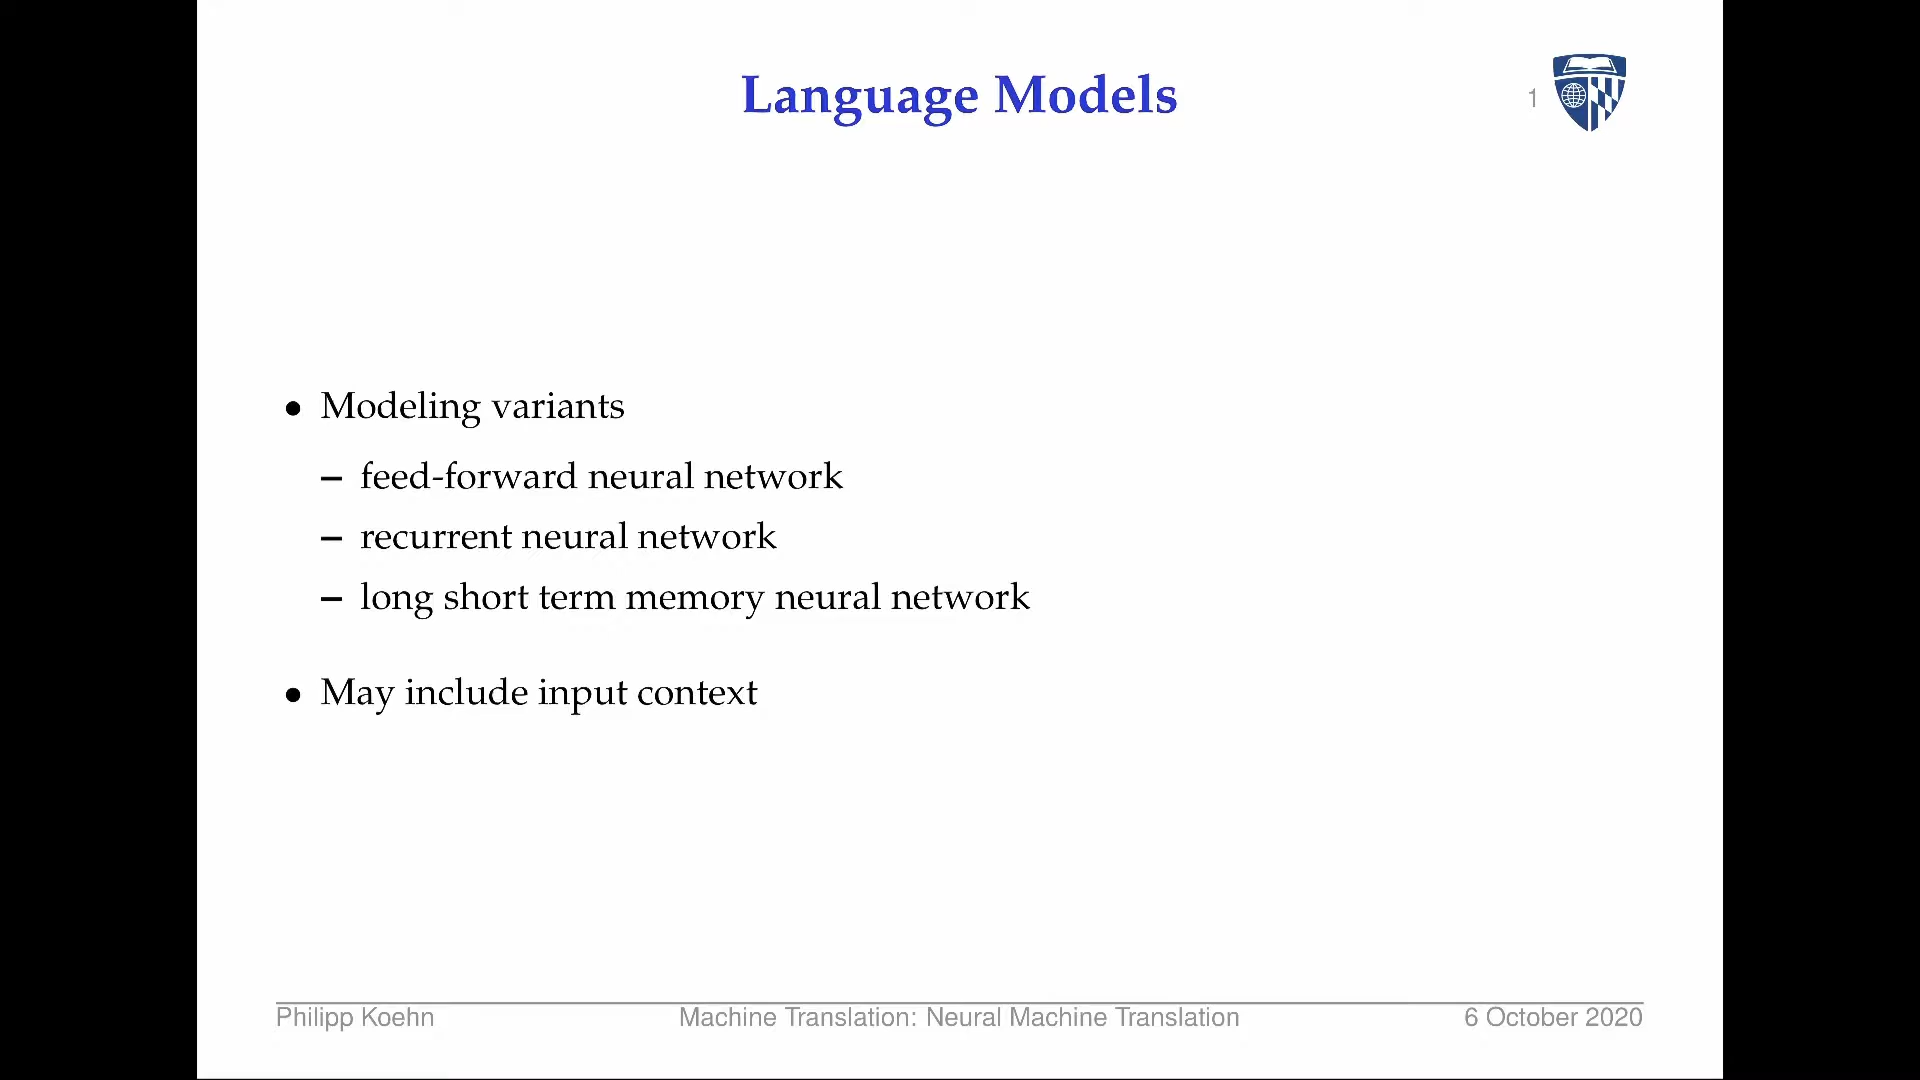 Language Models
1
• Modeling variants
– feed-forward neural network
– recurrent neural network
– long short term memory neural network
• May include input context
Philipp Koehn Machine Translation: Neural Machine Translation 6 October 2020